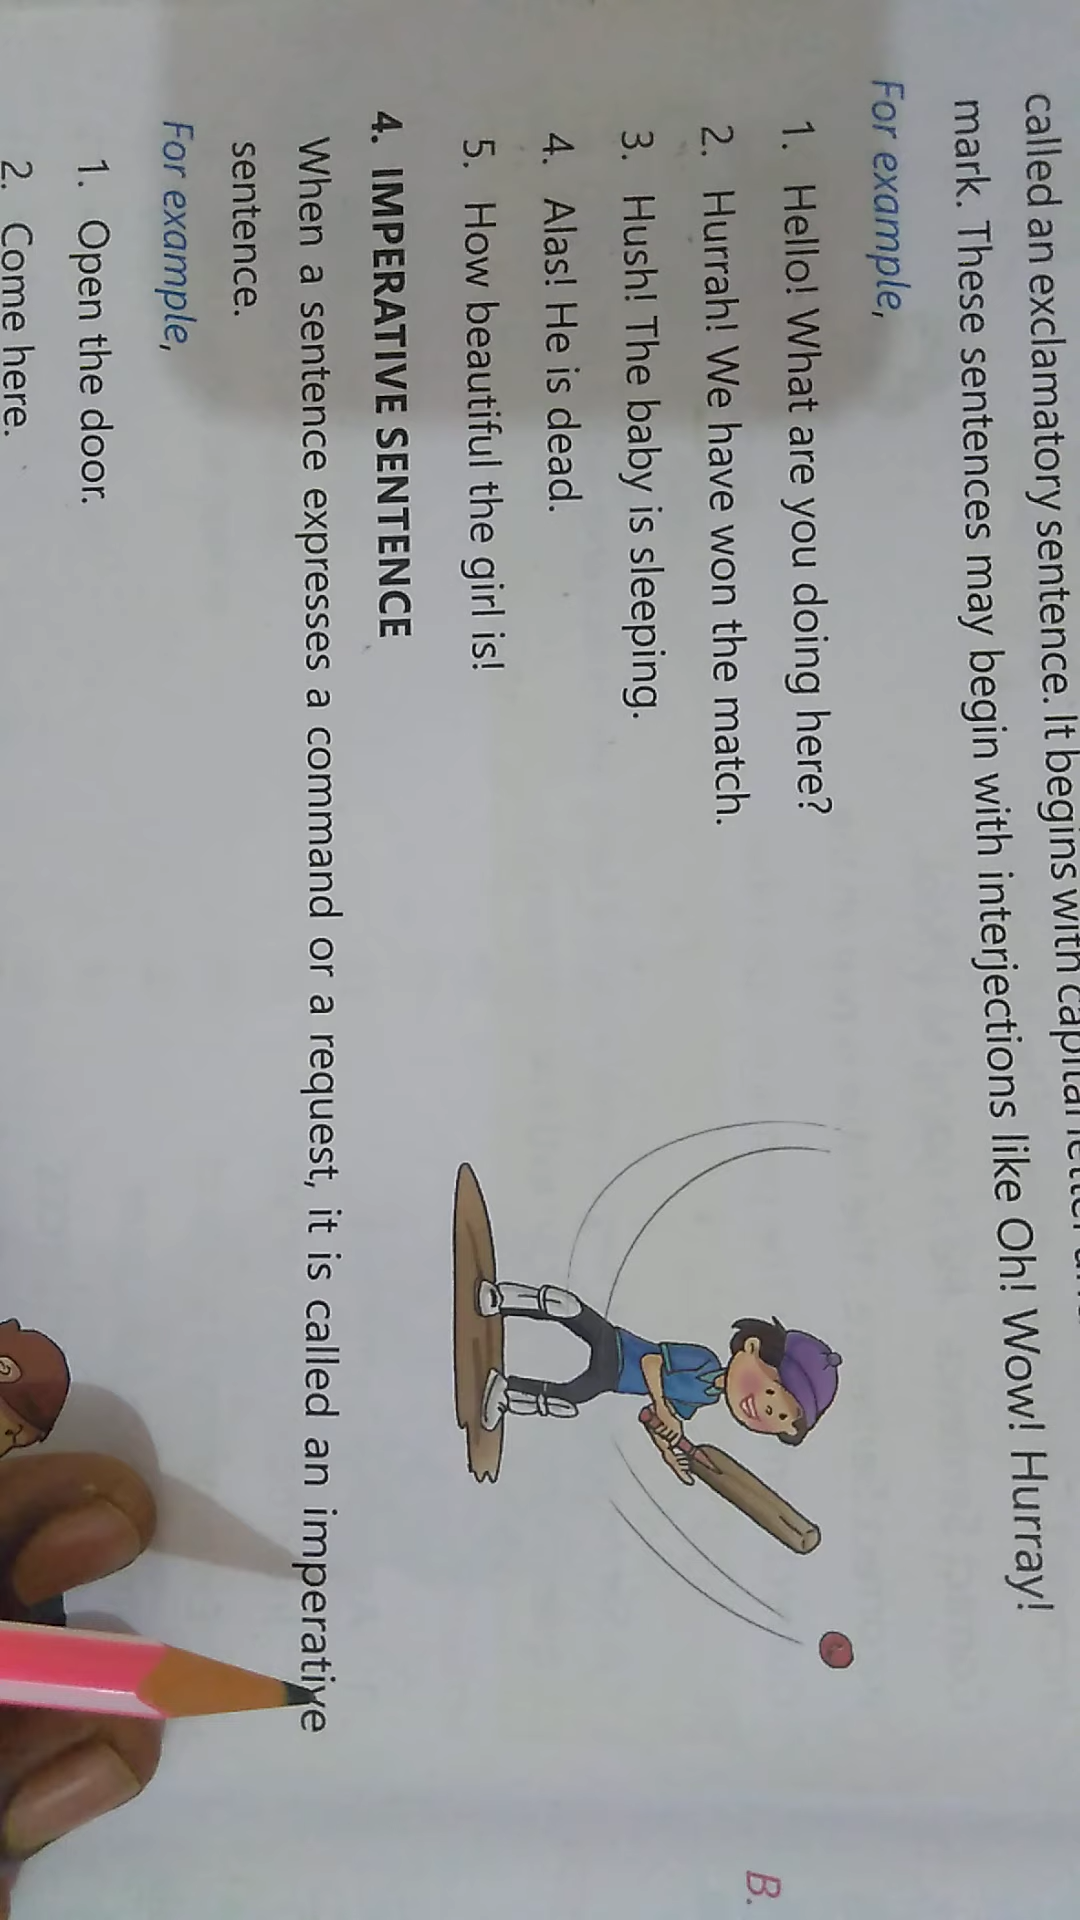 called an exclamatory sentence. It begins with capital letter
mark. These sentences may begin with interjections like Oh! Wow! Hurray!
For example,
1. Hello! What are you doing here?
2. Hurrah! We have won the match.
3. Hush! The baby is sleeping.
4. Alas! He is dead.
5. How beautiful the girl is!
4. IMPERATIVE SENTENCE
When a sentence expresses a command or a request, it is called an imperative
sentence.
For example,
1. Open the door.
2. Come here.
B.